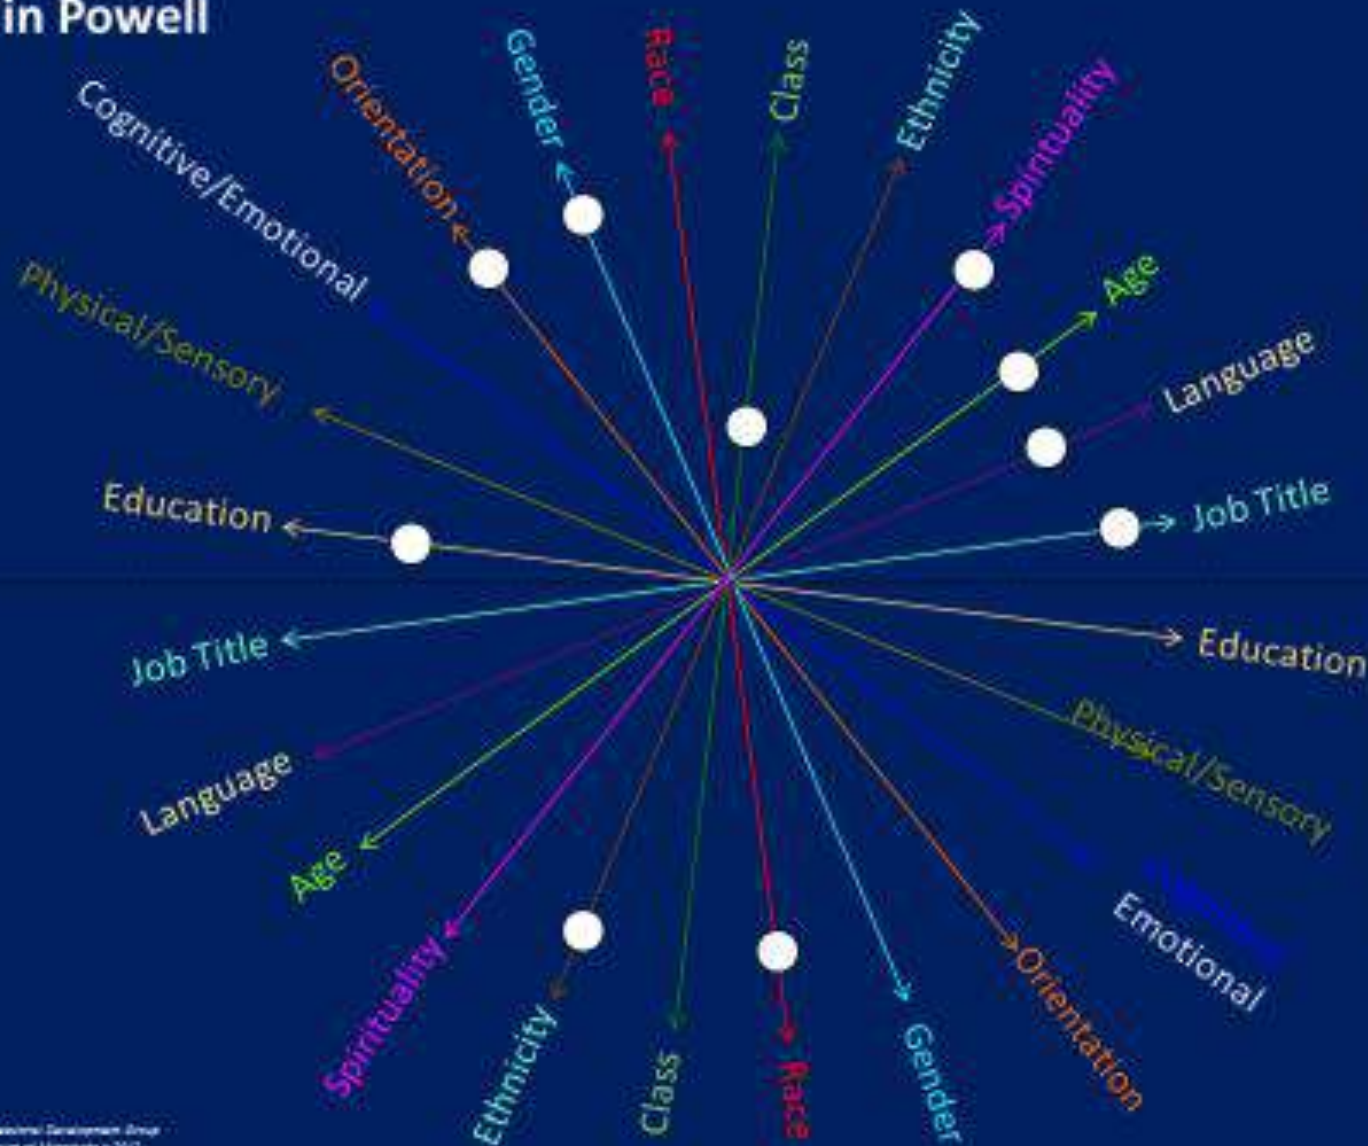 in Powell
Orientation
Gender
Race
Class
Ethnicity
Spirituality
Cognitive/Emotional
Age
Physical/Sensory
Language
Education
Job Title
Job Title
Education
Language
Physical/Sensory
Age
Emotional
Spirituality
Orientation
Ethnicity
Class
Race
Gender